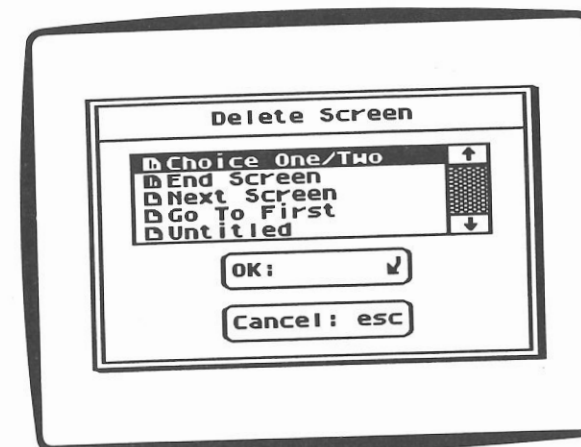 Delete Screen
Choice One/Two
End Screen
Next Screen
Go To First
Untitled
OK:
Cancel: esc